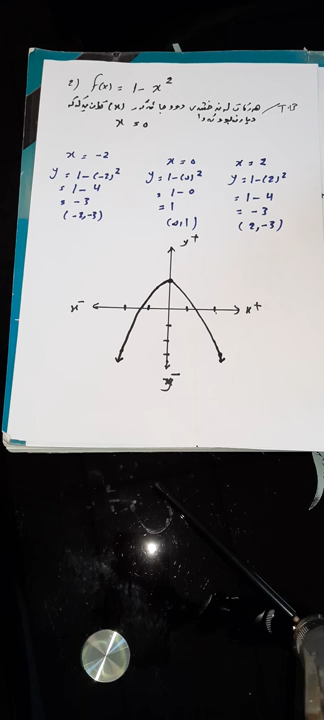 2) f(x) = 1 - x²
x = 0
x = -2
y = 1-(-2)²
= 1 - 4
= -3
(-2,-3)
x = 0
y = 1-(0)²
= 1 - 0
= 1
(0,1)
x = 2
y = 1-(2)²
= 1 - 4
= -3
(2,-3)
y+
x- x+
y-